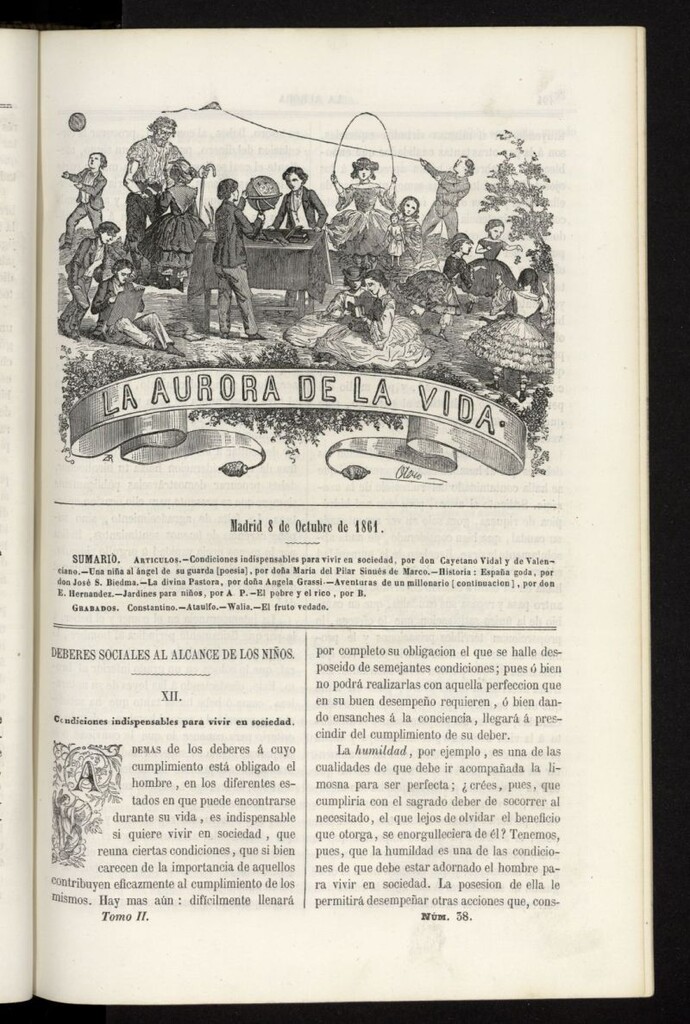 LA AURORA DE LA VIDA.
Madrid 8 de Octubre de 1861.
SUMARIO. ARTICULOS.—Condiciones indispensables para vivir en sociedad, por don Cayetano Vidal y de Valen-
ciano.—Una niña al ángel de su guarda [poesía], por doña María del Pilar Sinués de Marco.—Historia: España goda, por
don José S. Biedma.—La divina Pastora, por doña Angela Grassi.—Aventuras de un millonario [continuacion], por don
E. Hernandez.—Jardines para niños, por A. P.—El pobre y el rico, por B.
GRABADOS. Constantino.—Ataulfo.—Walia.—El fruto vedado.
DEBERES SOCIALES AL ALCANCE DE LOS NIÑOS.
XII.
Condiciones indispensables para vivir en sociedad.
ADEMAS de los deberes á cuyo
cumplimiento está obligado el
hombre, en los diferentes es-
tados en que puede encontrarse
durante su vida, es indispensable
si quiere vivir en sociedad, que
reuna ciertas condiciones, que si bien
carecen de la importancia de aquellos
contribuyen eficazmente al cumplimiento de los
mismos. Hay mas aún: difícilmente llenará
Tomo II.
por completo su obligacion el que se halle des-
poseido de semejantes condiciones; pues ó bien
no podrá realizarlas con aquella perfeccion que
en su buen desempeño requieren, ó bien dan-
do ensanches á la conciencia, llegará á pres-
cindir del cumplimiento de su deber.
La humildad, por ejemplo, es una de las
cualidades de que debe ir acompañada la li-
mosna para ser perfecta; ¿crées, pues, que
cumpliria con el sagrado deber de socorrer al
necesitado, el que lejos de olvidar el beneficio
que otorga, se enorgulleciera de él? Tenemos,
pues, que la humildad es una de las condicio-
nes de que debe estar adornado el hombre pa-
ra vivir en sociedad. La posesion de ella le
permitirá desempeñar otras acciones que, cons-
NÚM. 38.